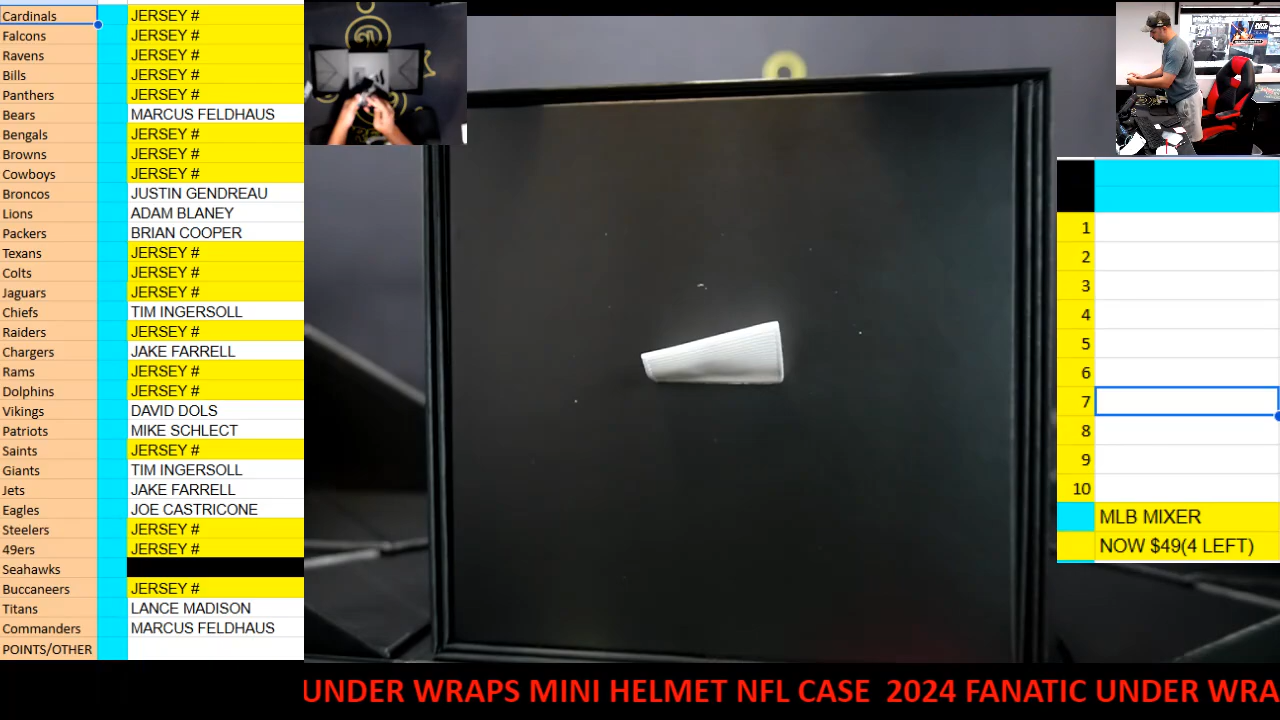 Cardinals JERSEY #
Falcons JERSEY #
Ravens JERSEY #
Bills JERSEY #
Panthers JERSEY #
Bears MARCUS FELDHAUS
Bengals JERSEY #
Browns JERSEY #
Cowboys JERSEY #
Broncos JUSTIN GENDREAU
Lions ADAM BLANEY
Packers BRIAN COOPER
Texans JERSEY #
Colts JERSEY #
Jaguars JERSEY #
Chiefs TIM INGERSOLL
Raiders JERSEY #
Chargers JAKE FARRELL
Rams JERSEY #
Dolphins JERSEY #
Vikings DAVID DOLS
Patriots MIKE SCHLECT
Saints JERSEY #
Giants TIM INGERSOLL
Jets JAKE FARRELL
Eagles JOE CASTRICONE
Steelers JERSEY #
49ers JERSEY #
Seahawks
Buccaneers JERSEY #
Titans LANCE MADISON
Commanders MARCUS FELDHAUS
POINTS/OTHER
1
2
3
4
5
6
7
8
9
10
MLB MIXER
NOW $49(4 LEFT)
UNDER WRAPS MINI HELMET NFL CASE 2024 FANATIC UNDER WRA